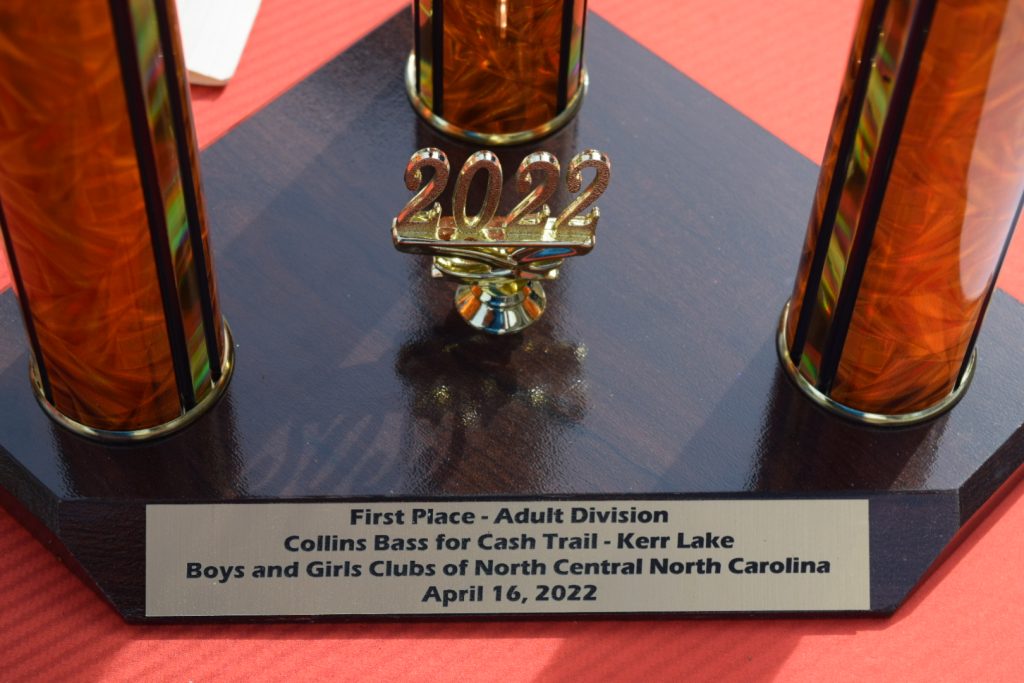 2022
First Place - Adult Division
Collins Bass for Cash Trail - Kerr Lake
Boys and Girls Clubs of North Central North Carolina
April 16, 2022